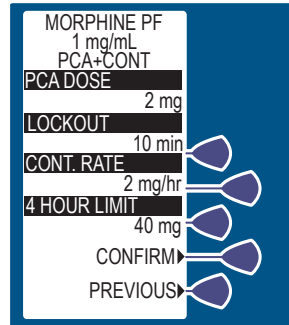 MORPHINE PF
1 mg/mL
PCA+CONT
PCA DOSE
2 mg
LOCKOUT
10 min
CONT. RATE
2 mg/hr
4 HOUR LIMIT
40 mg
CONFIRM
PREVIOUS